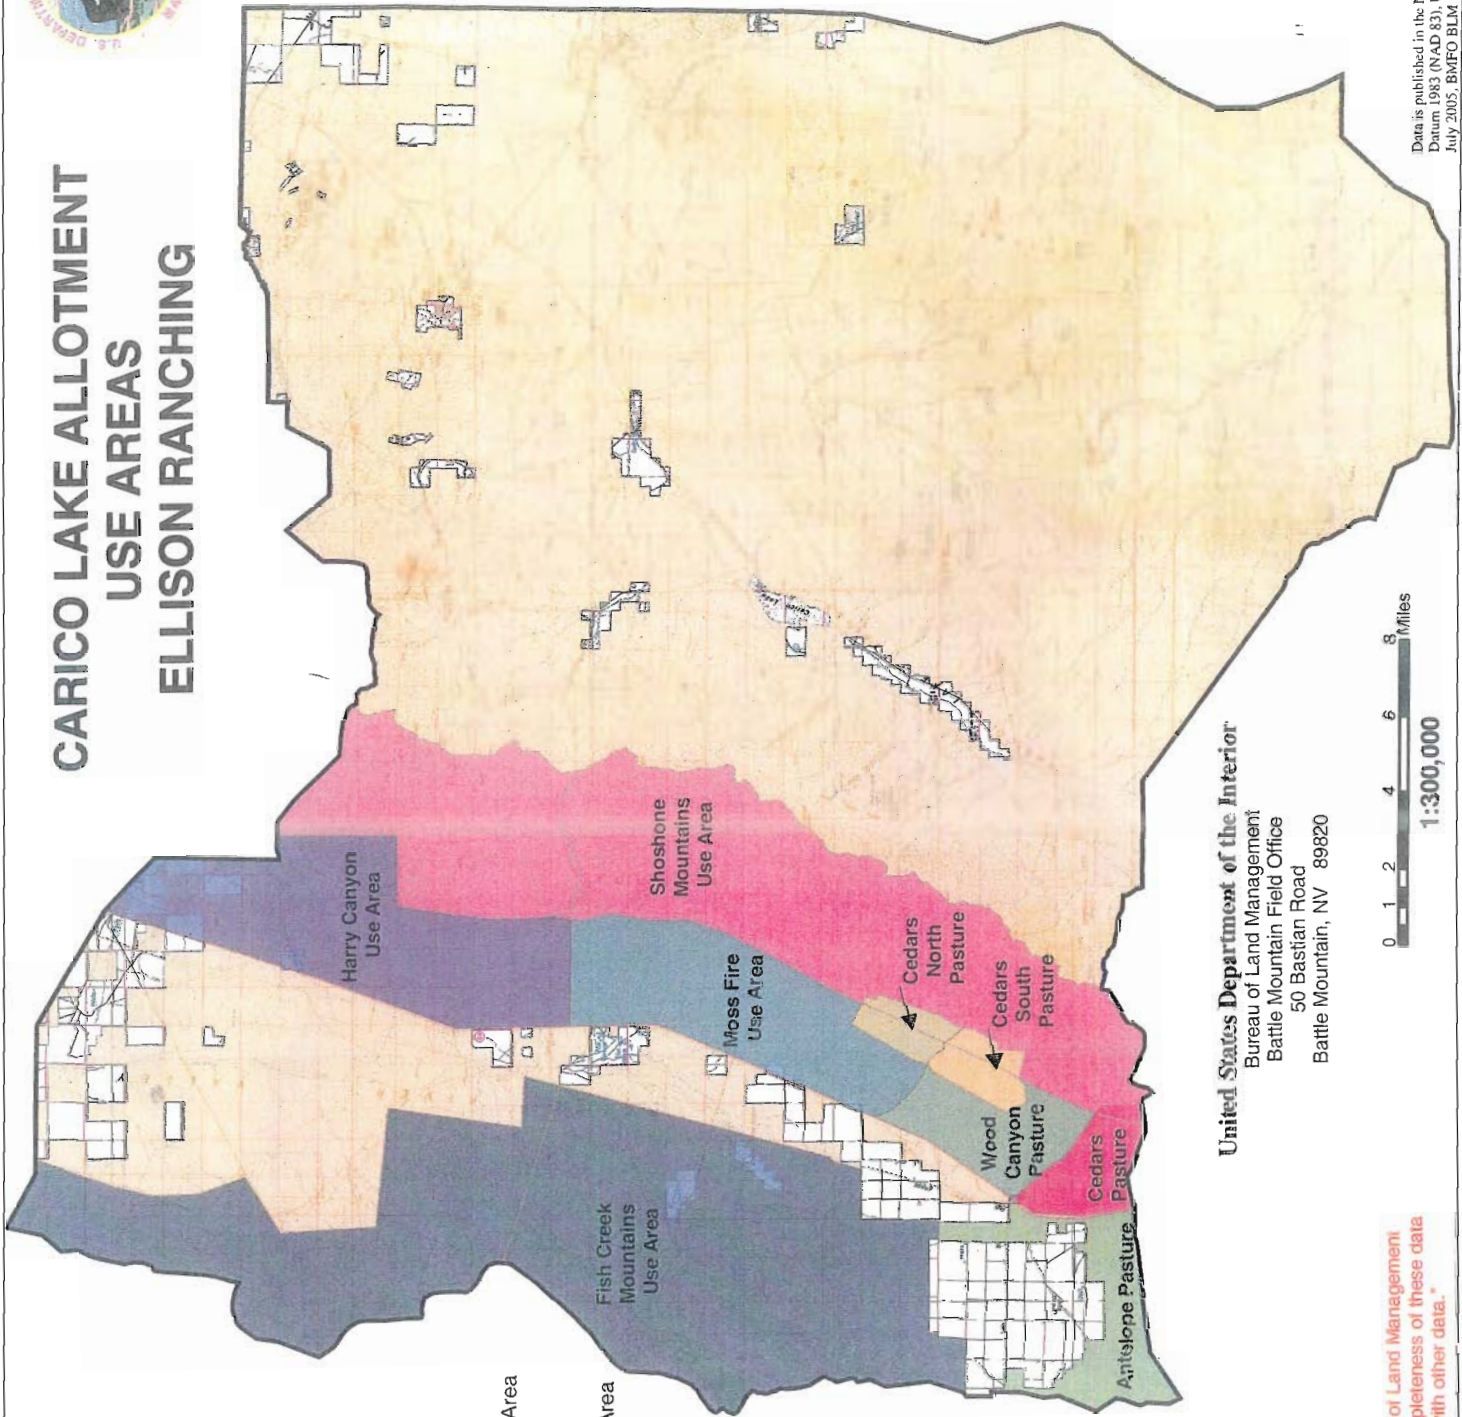 U.S. DEPARTM
CARICO LAKE ALLOTMENT
USE AREAS
ELLISON RANCHING
Harry Canyon
Use Area
Shoshone
Mountains
Use Area
Moss Fire
Use Area
Cedars
North
Pasture
Cedars
South
Pasture
Wood
Canyon
Pasture
Cedars
Pasture
Fish Creek
Mountains
Use Area
Antelope Pasture
Area
Area
United States Department of the Interior
Bureau of Land Management
Battle Mountain Field Office
50 Bastian Road
Battle Mountain, NV 89820
0 1 2 4 6 8 Miles
1:300,000
Data is published in the
Datum 1983 (NAD 83),
July 2005, BMFO BLM
of Land Management
pleteness of these data
ith other data."